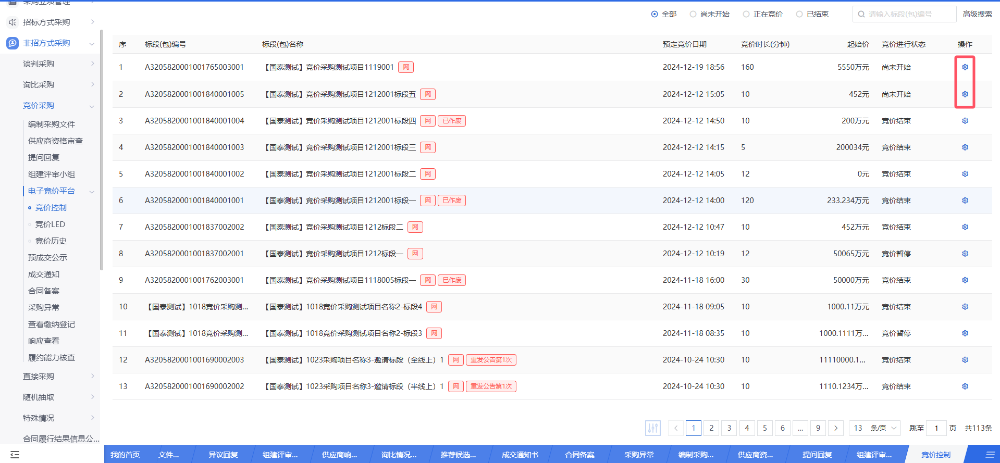 采购立项管理
招标方式采购
非招方式采购
谈判采购
询比采购
竞价采购
编制采购文件
供应商资格审查
提问回复
组建评审小组
电子竞价平台
竞价控制
竞价LED
竞价历史
预成交公示
成交通知
合同备案
采购异常
查看缴纳登记
响应查看
履约能力核查
直接采购
随机抽取
特殊情况
合同履行结果信息公...
全部 尚未开始 正在竞价 已结束 请输入标段(包)编号 高级搜索
序 标段(包)编号 标段(包)名称 预定竞价日期 竞价时长(分钟) 起始价 竞价进行状态 操作
1 A3205820001001765003001 【国泰测试】竞价采购测试项目1119001 网 2024-12-19 18:56 160 5550万元 尚未开始
2 A3205820001001840001005 【国泰测试】竞价采购测试项目1212001标段五 网 2024-12-12 15:05 10 452元 尚未开始
3 A3205820001001840001004 【国泰测试】竞价采购测试项目1212001标段四 网 已作废 2024-12-12 14:50 10 200万元 竞价结束
4 A3205820001001840001003 【国泰测试】竞价采购测试项目1212001标段三 网 2024-12-12 14:15 5 200034元 竞价结束
5 A3205820001001840001002 【国泰测试】竞价采购测试项目1212001标段二 网 2024-12-12 14:05 12 0元 竞价结束
6 A3205820001001840001001 【国泰测试】竞价采购测试项目1212001标段一 网 已作废 2024-12-12 14:00 120 233.234万元 竞价结束
7 A3205820001001837002002 【国泰测试】竞价采购测试项目1212标段二 网 2024-12-12 10:47 10 452万元 竞价结束
8 A3205820001001837002001 【国泰测试】竞价采购测试项目1212标段一 网 2024-12-12 10:19 12 50065万元 竞价暂停
9 A3205820001001762003001 【国泰测试】竞价采购测试项目1118005标段一 网 已作废 2024-11-18 16:00 30 50000万元 竞价结束
10 【国泰测试】1018竞价采购测... 【国泰测试】1018竞价采购测试项目名称2-标段4 网 2024-11-18 09:05 10 1000.11万元 竞价结束
11 【国泰测试】1018竞价采购测... 【国泰测试】1018竞价采购测试项目名称2-标段3 网 2024-11-18 08:35 10 1000.1111万... 竞价暂停
12 A3205820001001690002003 【国泰测试】1023采购项目名称3-邀请标段（全线上）1 网 重发公告第1次 2024-10-24 10:30 10 11110000.1... 竞价结束
13 A3205820001001690002002 【国泰测试】1023采购项目名称3-邀请标段（半线上）1 网 重发公告第1次 2024-10-24 10:30 10 1110.1234万... 竞价结束
1 2 3 4 5 6 ... 9 13 条/页 跳至 1 页 共113条
我的首页 文件... 异议回复 组建评审... 供应商响... 询比情况... 推荐候选... 成交通知书 合同备案 采购异常 编制采购... 供应商资... 提问回复 组建评审... 竞价控制